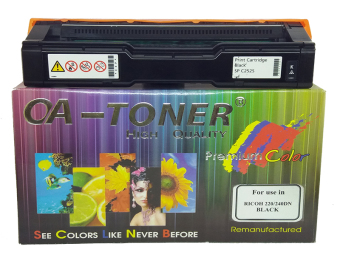 Print Cartridge
Black
SP C252S
OA-TONER®
HIGH QUALITY
Premium Color
For use in
RICOH 220/240DN
BLACK
SEE COLORS LIKE NEVER BEFORE
Remanufactured